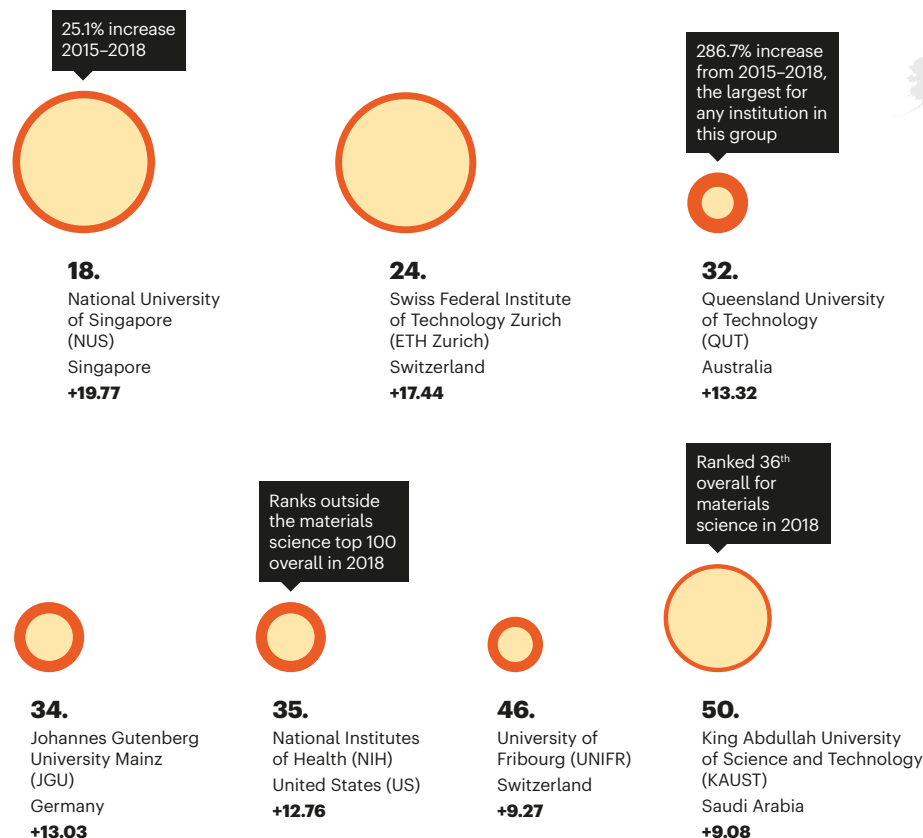 25.1% increase
2015–2018
286.7% increase
from 2015–2018,
the largest for
any institution in
this group
18.
National University
of Singapore
(NUS)
Singapore
+19.77
24.
Swiss Federal Institute
of Technology Zurich
(ETH Zurich)
Switzerland
+17.44
32.
Queensland University
of Technology
(QUT)
Australia
+13.32
Ranks outside
the materials
science top 100
overall in 2018
Ranked 36th
overall for
materials
science in 2018
34.
Johannes Gutenberg
University Mainz
(JGU)
Germany
+13.03
35.
National Institutes
of Health (NIH)
United States (US)
+12.76
46.
University of
Fribourg (UNIFR)
Switzerland
+9.27
50.
King Abdullah University
of Science and Technology
(KAUST)
Saudi Arabia
+9.08